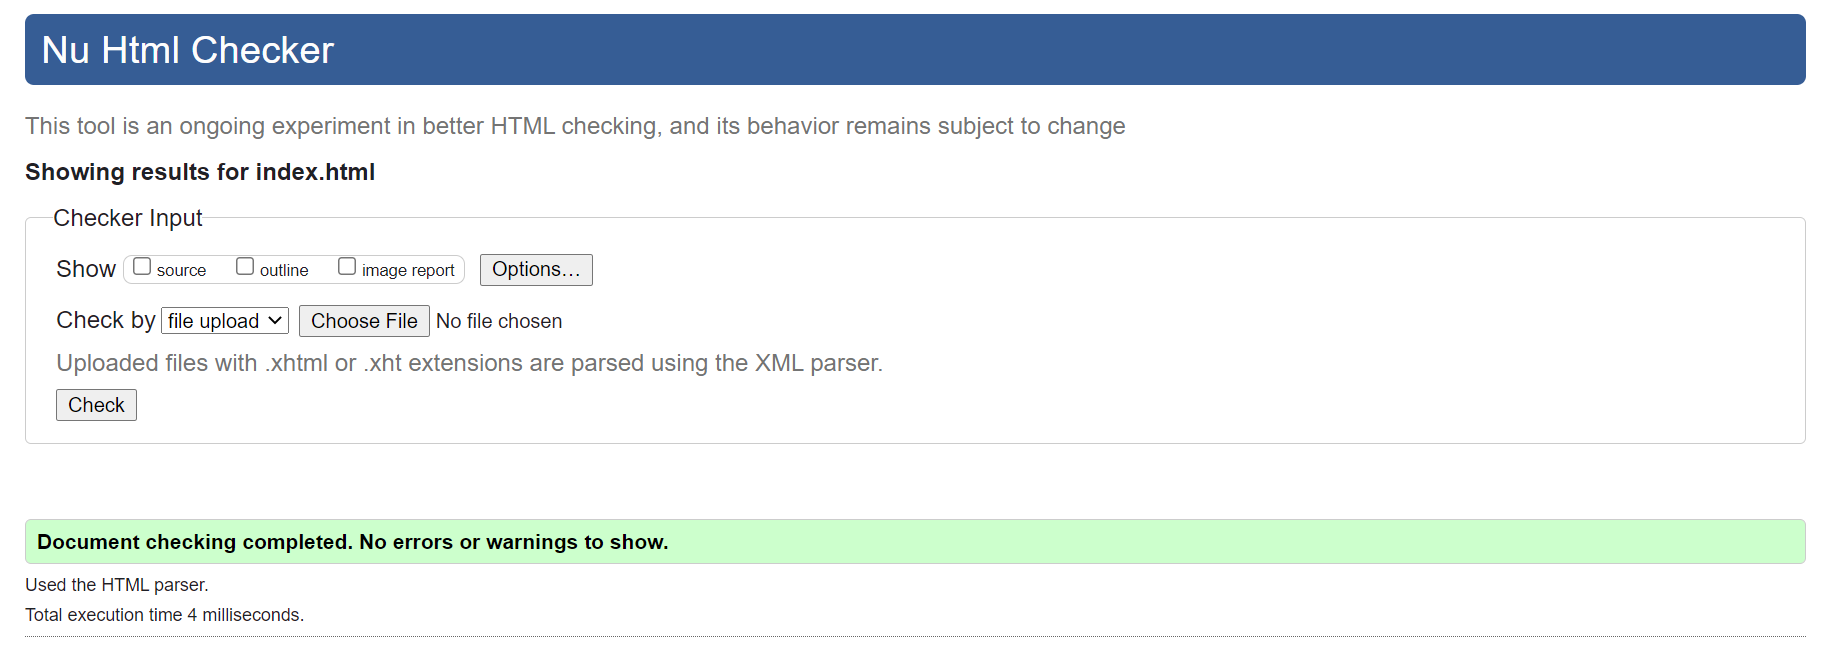 Nu Html Checker
This tool is an ongoing experiment in better HTML checking, and its behavior remains subject to change
Showing results for index.html
Checker Input
Show source outline image report Options...
Check by file upload Choose File No file chosen
Uploaded files with .xhtml or .xht extensions are parsed using the XML parser.
Check
Document checking completed. No errors or warnings to show.
Used the HTML parser.
Total execution time 4 milliseconds.